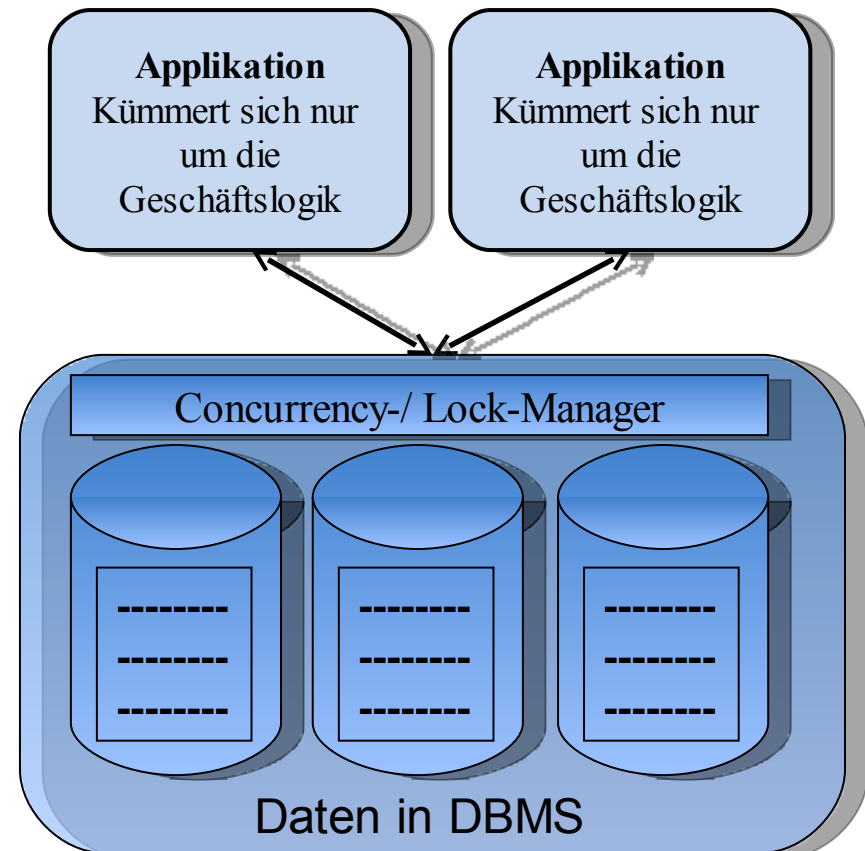 Applikation
Kümmert sich nur
um die
Geschäftslogik
Applikation
Kümmert sich nur
um die
Geschäftslogik
Concurrency-/ Lock-Manager
--------
--------
--------
--------
--------
--------
--------
--------
--------
Daten in DBMS